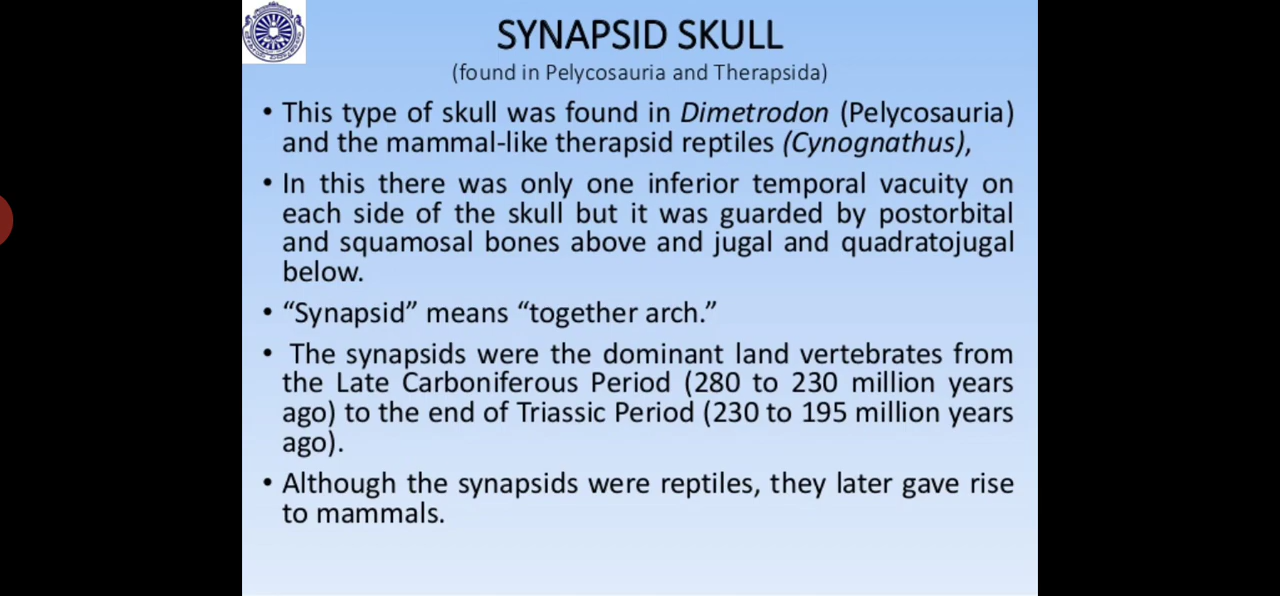 SYNAPSID SKULL
(found in Pelycosauria and Therapsida)
• This type of skull was found in Dimetrodon (Pelycosauria)
and the mammal-like therapsid reptiles (Cynognathus),
• In this there was only one inferior temporal vacuity on
each side of the skull but it was guarded by postorbital
and squamosal bones above and jugal and quadratojugal
below.
• “Synapsid” means “together arch.”
• The synapsids were the dominant land vertebrates from
the Late Carboniferous Period (280 to 230 million years
ago) to the end of Triassic Period (230 to 195 million years
ago).
• Although the synapsids were reptiles, they later gave rise
to mammals.